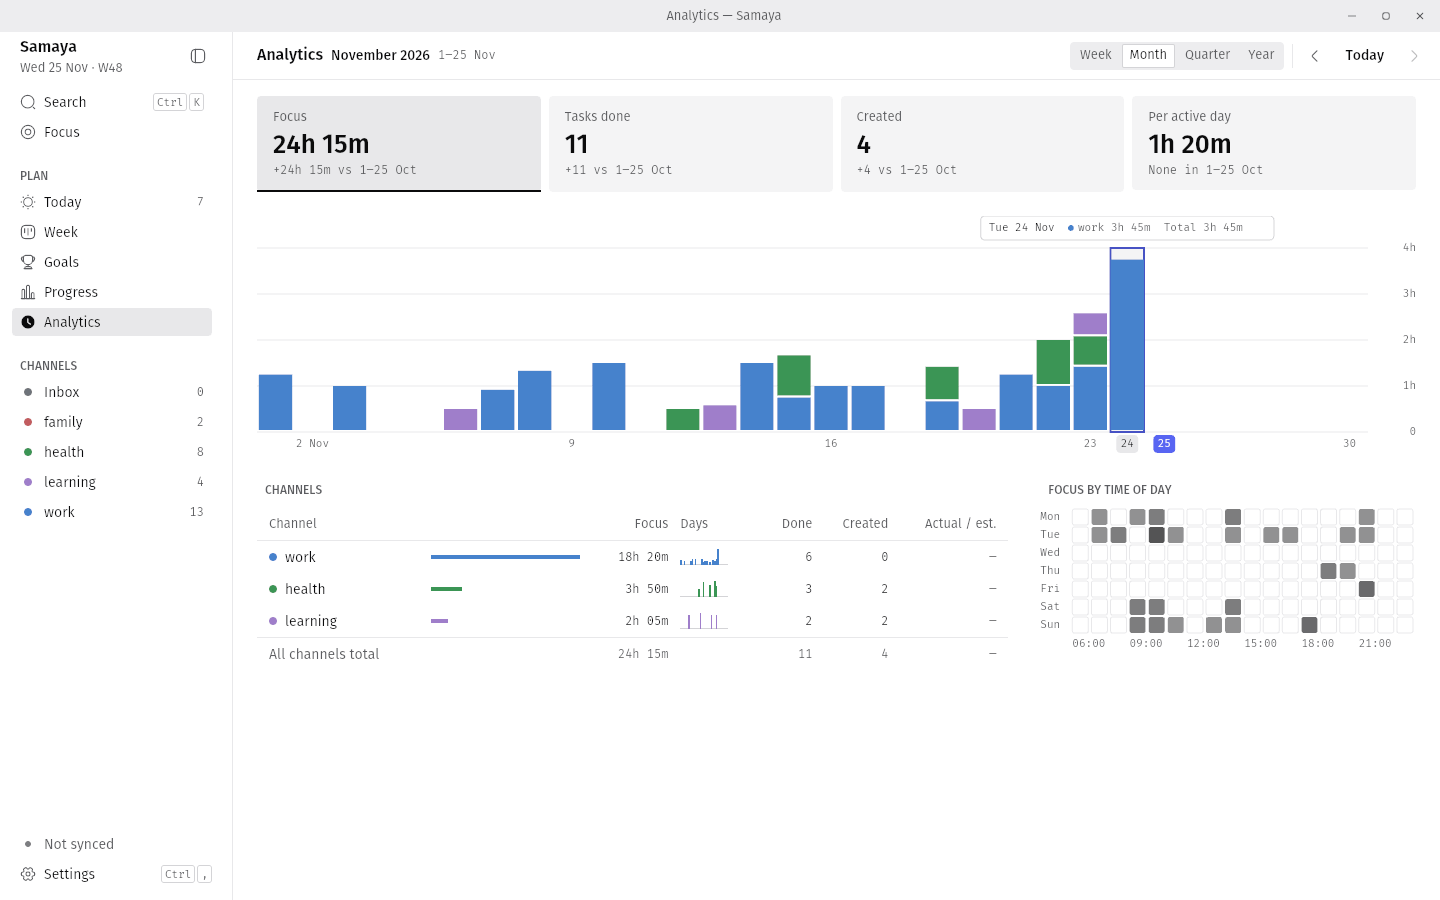 Analytics — Samaya
Samaya
Wed 25 Nov · W48
Search Ctrl K
Focus
PLAN
Today 7
Week
Goals
Progress
Analytics
CHANNELS
Inbox 0
family 2
health 8
learning 4
work 13
Not synced
Settings Ctrl ,
Analytics November 2026 1–25 Nov
Week Month Quarter Year Today
Focus
24h 15m
+24h 15m vs 1–25 Oct
Tasks done
11
+11 vs 1–25 Oct
Created
4
+4 vs 1–25 Oct
Per active day
1h 20m
None in 1–25 Oct
Tue 24 Nov work 3h 45m Total 3h 45m
4h
3h
2h
1h
0
2 Nov 9 16 23 24 25 30
CHANNELS
Channel Focus Days Done Created Actual / est.
work 18h 20m 6 0 —
health 3h 50m 3 2 —
learning 2h 05m 2 2 —
All channels total 24h 15m 11 4 —
FOCUS BY TIME OF DAY
Mon
Tue
Wed
Thu
Fri
Sat
Sun
06:00 09:00 12:00 15:00 18:00 21:00